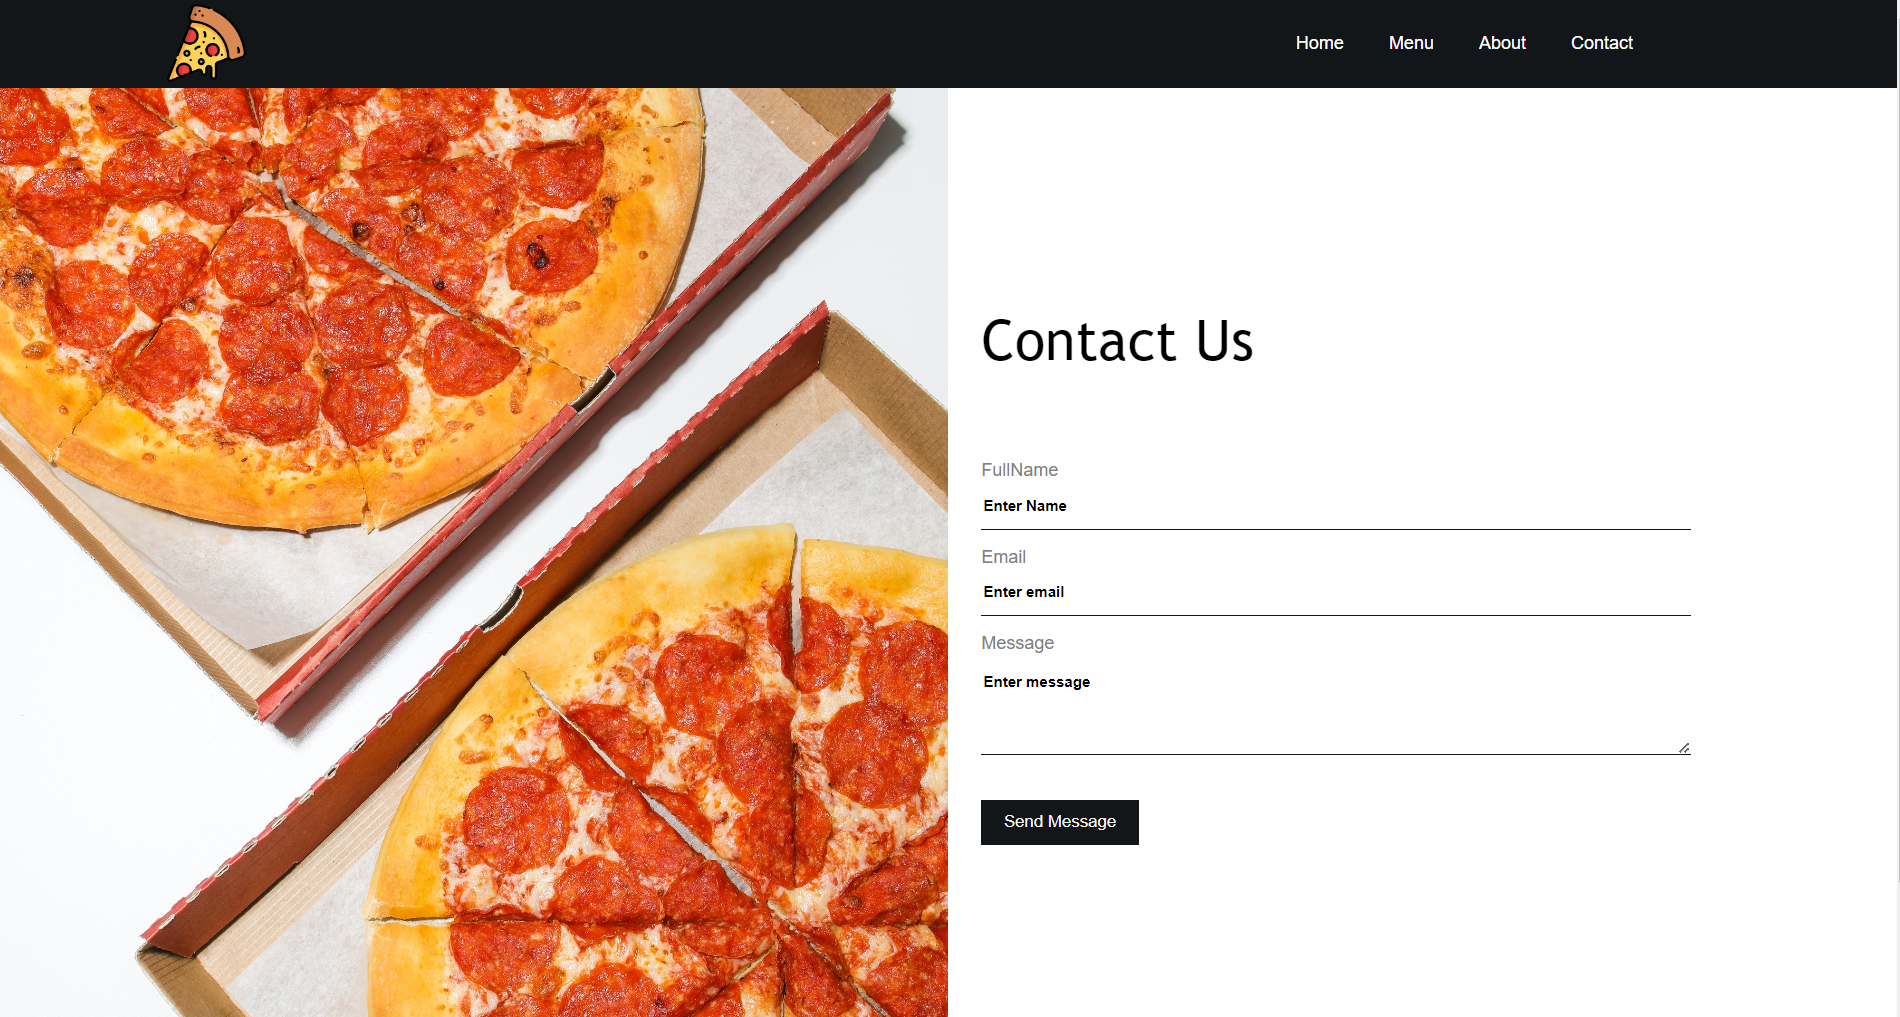 Home Menu About Contact
Contact Us
FullName
Enter Name
Email
Enter email
Message
Enter message
Send Message